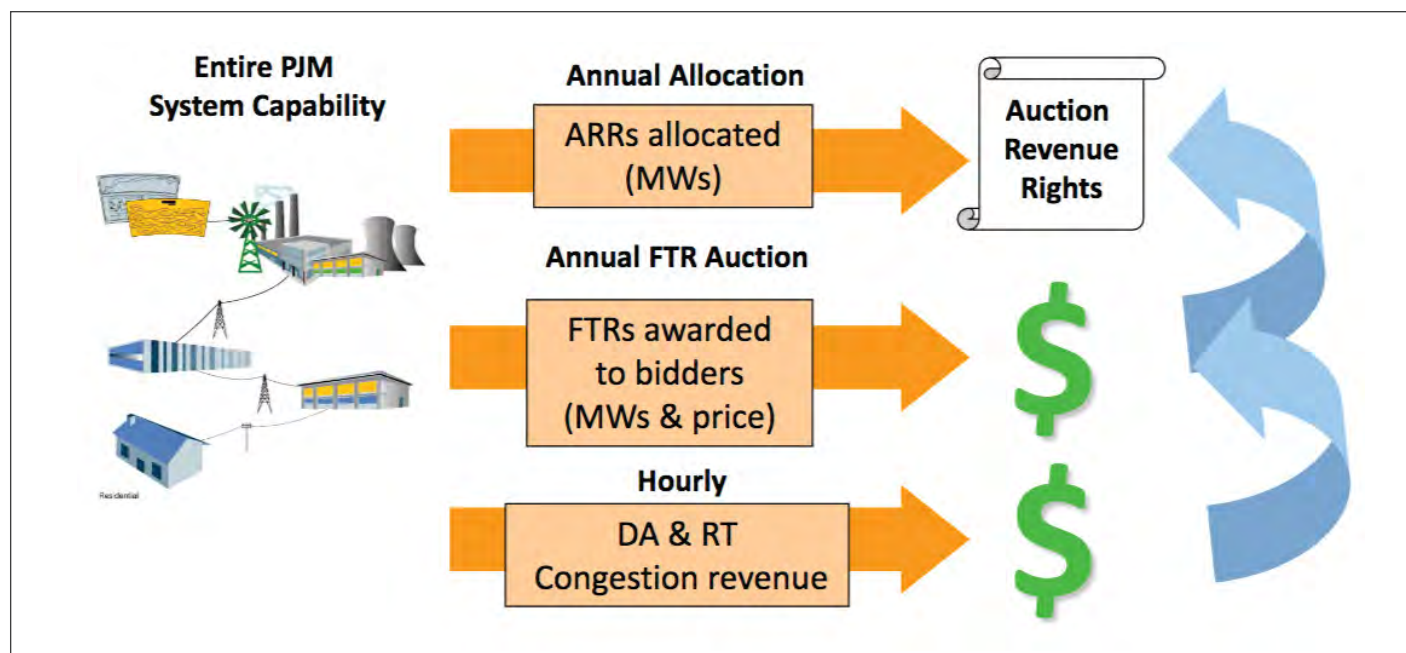 Entire PJM
System Capability
Residential
Annual Allocation
ARRs allocated
(MWs)
Auction
Revenue
Rights
Annual FTR Auction
FTRs awarded
to bidders
(MWs & price)
$
Hourly
DA & RT
Congestion revenue
$